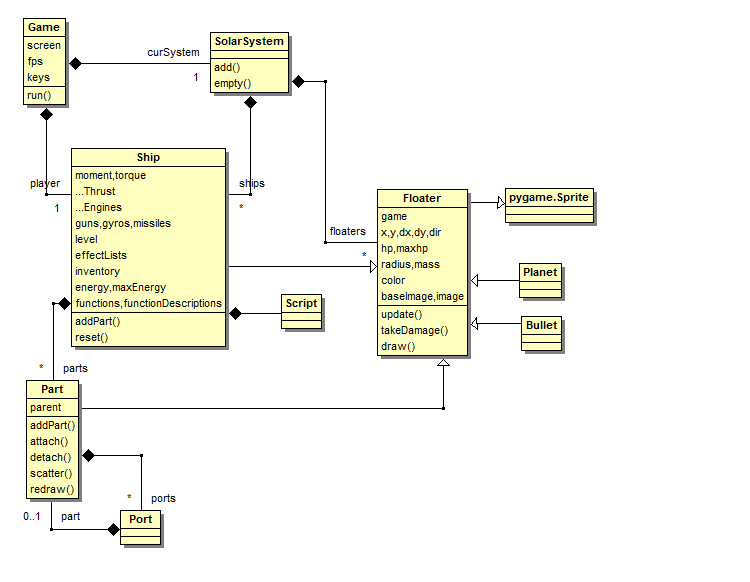 Game
screen
fps
keys
run()
curSystem
1
SolarSystem
add()
empty()
player
1
ships
*
Ship
moment,torque
...Thrust
...Engines
guns,gyros,missiles
level
effectLists
inventory
energy,maxEnergy
functions,functionDescriptions
addPart()
reset()
floaters
*
Floater
game
x,y,dx,dy,dir
hp,maxhp
radius,mass
color
baseImage,image
update()
takeDamage()
draw()
pygame.Sprite
Planet
Bullet
Script
* parts
Part
parent
addPart()
attach()
detach()
scatter()
redraw()
* ports
0..1 part
Port